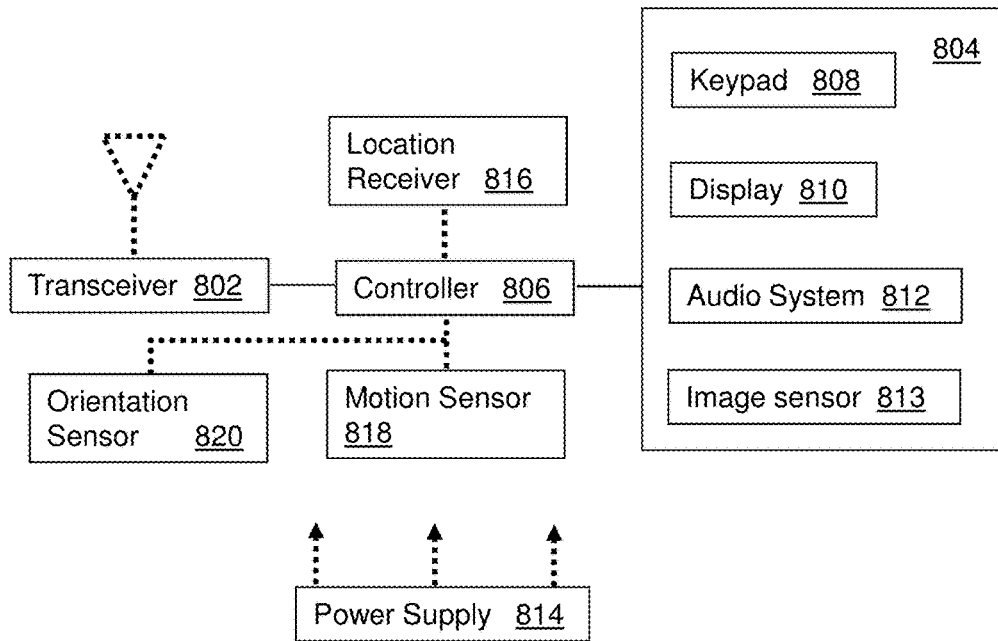 804
Keypad 808
Location
Receiver 816
Display 810
Transceiver 802
Controller 806
Audio System 812
Orientation
Sensor 820
Motion Sensor
818
Image sensor 813
Power Supply 814